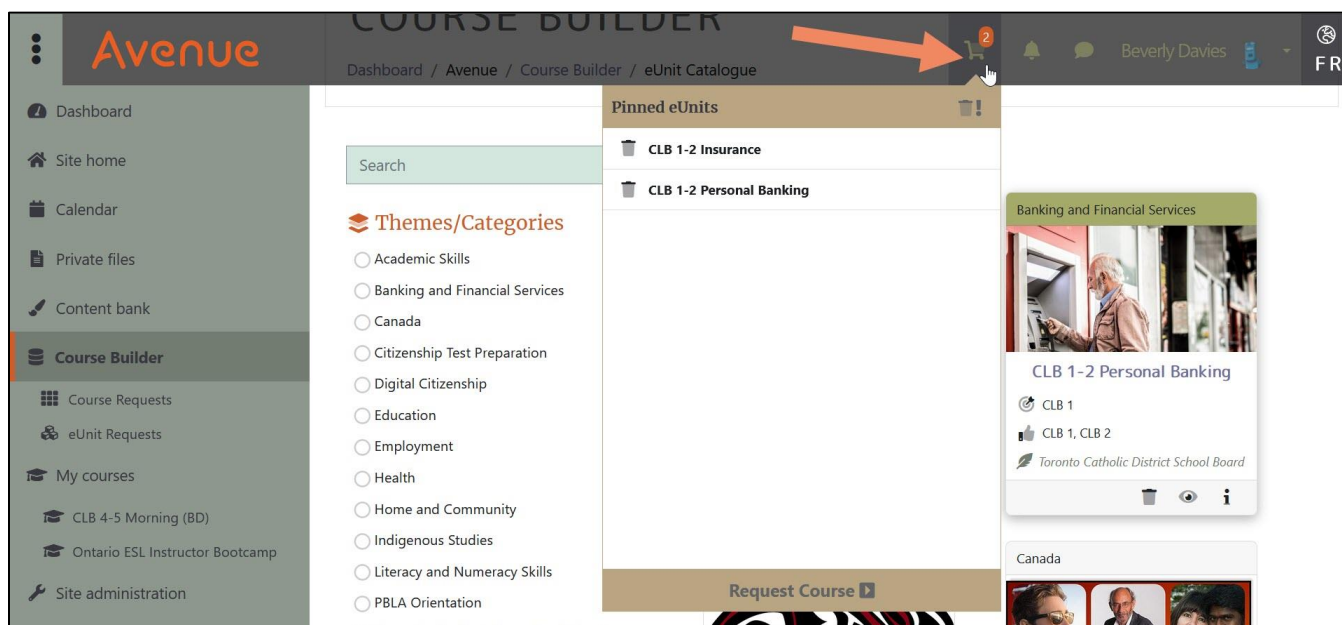 COURSE BUILDER
Avenue
Dashboard / Avenue / Course Builder / eUnit Catalogue
2
Beverly Davies
FR
Dashboard
Site home
Calendar
Private files
Content bank
Course Builder
Course Requests
eUnit Requests
My courses
CLB 4-5 Morning (BD)
Ontario ESL Instructor Bootcamp
Site administration
Search
Themes/Categories
Academic Skills
Banking and Financial Services
Canada
Citizenship Test Preparation
Digital Citizenship
Education
Employment
Health
Home and Community
Indigenous Studies
Literacy and Numeracy Skills
PBLA Orientation
Pinned eUnits
CLB 1-2 Insurance
CLB 1-2 Personal Banking
Request Course
Banking and Financial Services
CLB 1-2 Personal Banking
CLB 1
CLB 1, CLB 2
Toronto Catholic District School Board
Canada